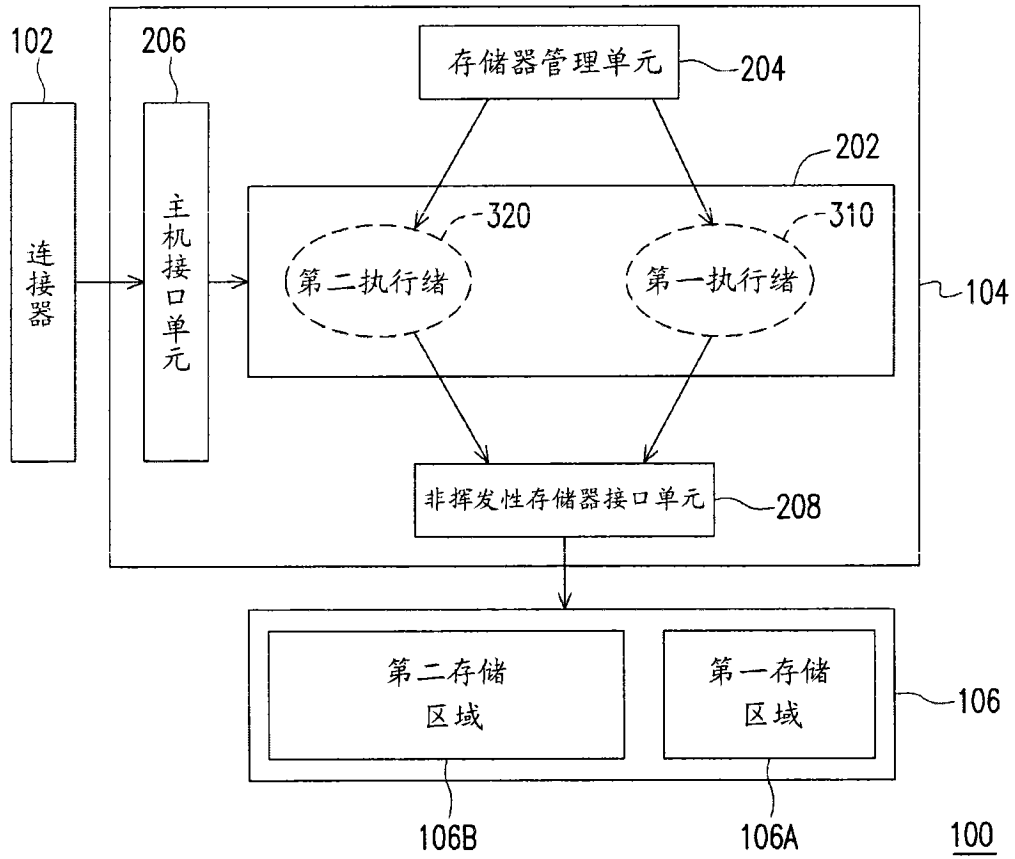 102
206
存储器管理单元
204
202
320
310
连接器
主机接口单元
第二执行绪
第一执行绪
104
非挥发性存储器接口单元
208
第二存储
区域
第一存储
区域
106
106B
106A
100